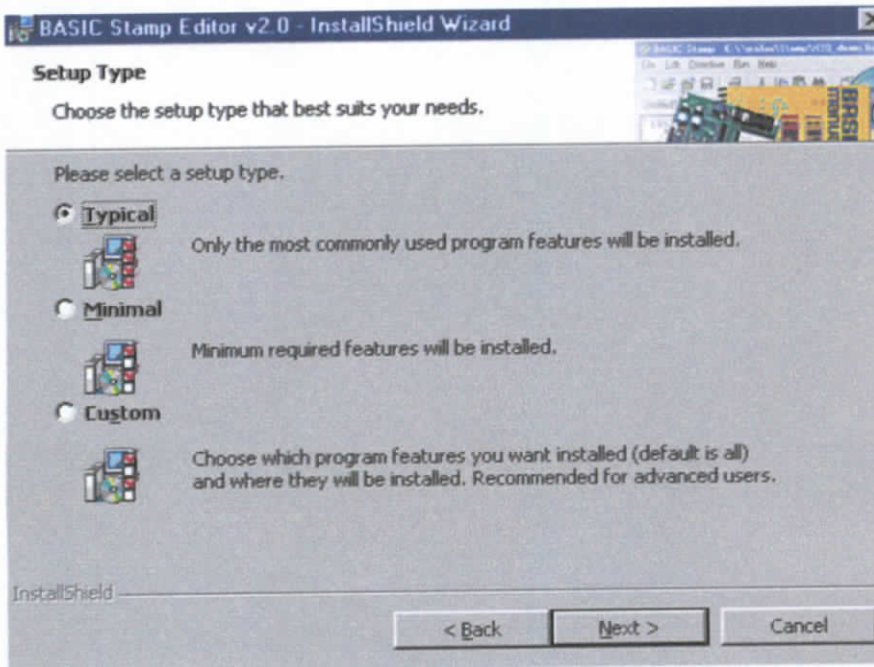 BASIC Stamp Editor v2.0 - InstallShield Wizard
Setup Type
Choose the setup type that best suits your needs.
Please select a setup type.
Typical
Only the most commonly used program features will be installed.
Minimal
Minimum required features will be installed.
Custom
Choose which program features you want installed (default is all)
and where they will be installed. Recommended for advanced users.
InstallShield
< Back
Next >
Cancel